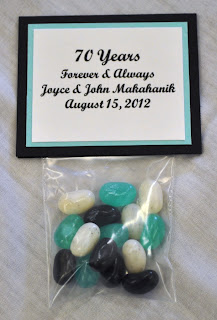 70 Years
Forever & Always
Joyce & John Makahanik
August 15, 2012